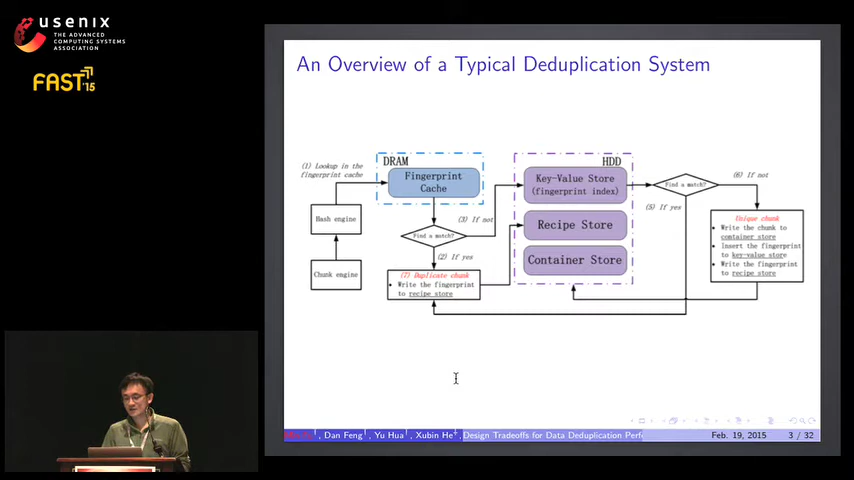 usenix
THE ADVANCED
COMPUTING SYSTEMS
ASSOCIATION
FAST'15
An Overview of a Typical Deduplication System
(1) Lookup in the
fingerprint cache
DRAM
Fingerprint
Cache
HDD
Key-Value Store
(fingerprint index)
Find a match?
(6) If not
(3) If not
(5) If yes
Hash engine
Find a match?
Recipe Store
Unique chunk
• Write the chunk to
container store
• Insert the fingerprint
to key-value store
• Write the fingerprint
to recipe store
(2) If yes
Container Store
Chunk engine
(7) Duplicate chunk
• Write the fingerprint
to recipe store
, Dan Feng†, Yu Hua†, Xubin He‡, Design Tradeoffs for Data Deduplication Perf
Feb. 19, 2015
3 / 32